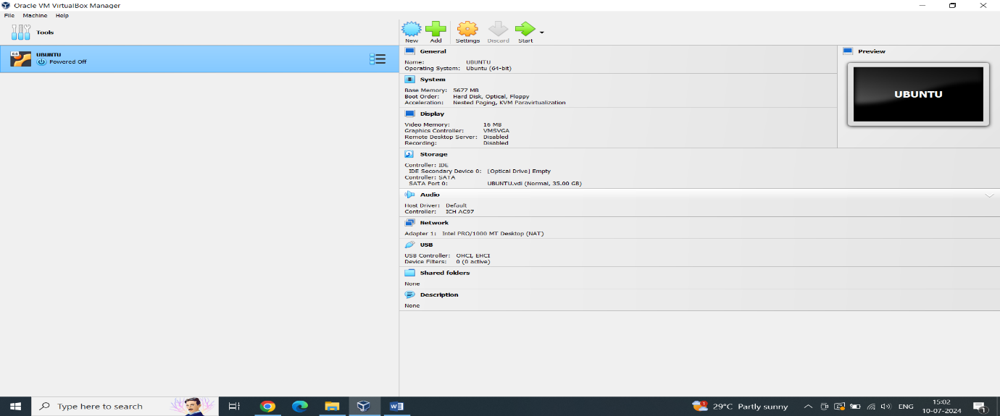 Oracle VM VirtualBox Manager
File Machine Help
Tools
New Add Settings Discard Start
64
UBUNTU
Powered Off
General
Name: UBUNTU
Operating System: Ubuntu (64-bit)
System
Base Memory: 5677 MB
Boot Order: Hard Disk, Optical, Floppy
Acceleration: Nested Paging, KVM Paravirtualization
Display
Video Memory: 16 MB
Graphics Controller: VMSVGA
Remote Desktop Server: Disabled
Recording: Disabled
Preview
UBUNTU
Storage
Controller: IDE
IDE Secondary Device 0: [Optical Drive] Empty
Controller: SATA
SATA Port 0: UBUNTU.vdi (Normal, 35.00 GB)
Audio
Host Driver: Default
Controller: ICH AC97
Network
Adapter 1: Intel PRO/1000 MT Desktop (NAT)
USB
USB Controller: OHCI, EHCI
Device Filters: 0 (0 active)
Shared folders
None
Description
None
Type here to search
1
29°C Partly sunny
ENG
15:02
10-07-2024
1